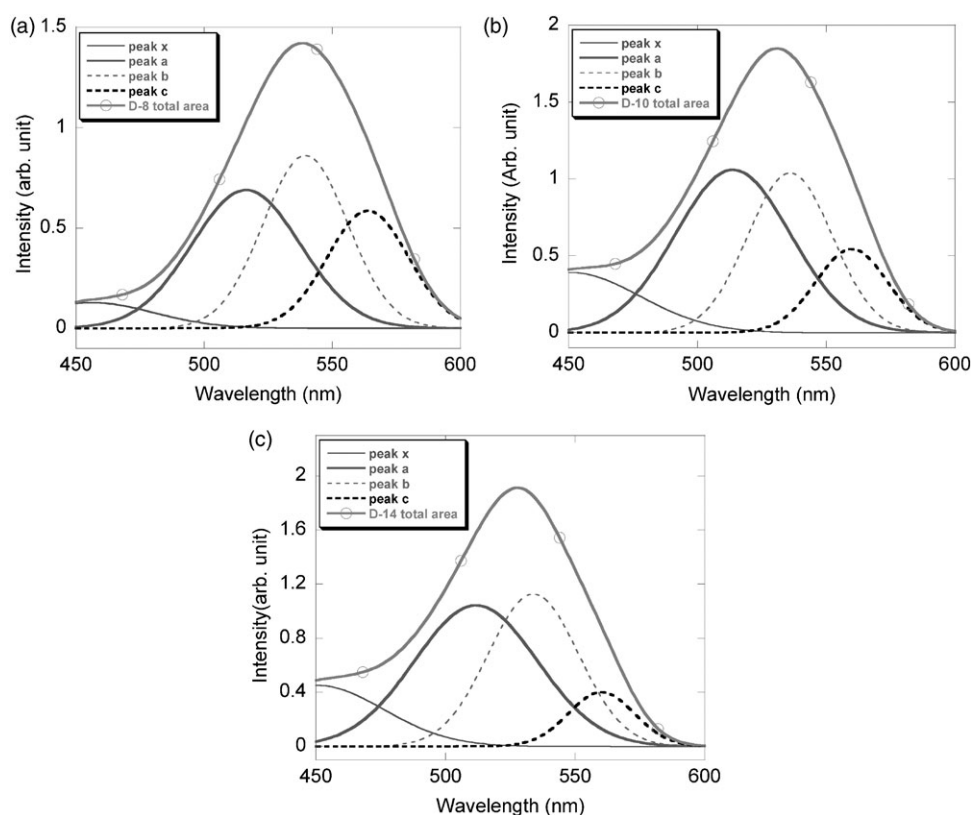 (a)
1.5
1
0.5
0
Intensity (arb. unit)
peak x
peak a
peak b
peak c
D-8 total area
450 500 550 600
Wavelength (nm)
(b)
2
1.5
1
0.5
0
Intensity (Arb. unit)
peak x
peak a
peak b
peak c
D-10 total area
450 500 550 600
Wavelength (nm)
(c)
2
1.6
1.2
0.8
0.4
0
Intensity(arb. unit)
peak x
peak a
peak b
peak c
D-14 total area
450 500 550 600
Wavelength (nm)